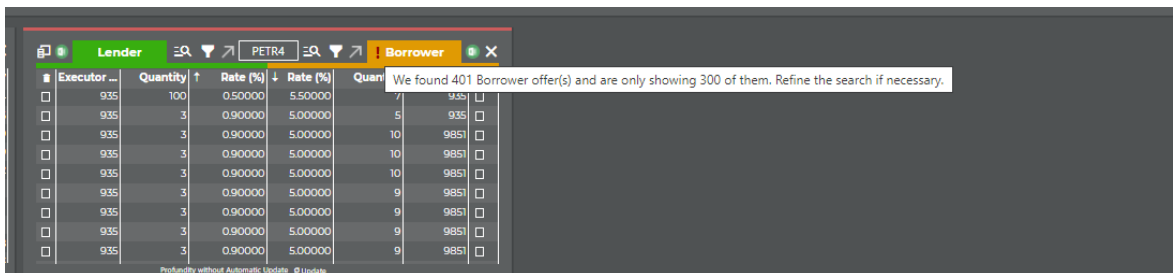 Lender PETR4 ! Borrower
Executor ... Quantity ↑ Rate (%) ↓ Rate (%) Quant
We found 401 Borrower offer(s) and are only showing 300 of them. Refine the search if necessary.
935 100 0.50000 5.50000 7 935
935 3 0.90000 5.00000 5 935
935 3 0.90000 5.00000 10 9851
935 3 0.90000 5.00000 10 9851
935 3 0.90000 5.00000 10 9851
935 3 0.90000 5.00000 9 9851
935 3 0.90000 5.00000 9 9851
935 3 0.90000 5.00000 9 9851
935 3 0.90000 5.00000 9 9851
Profundity without Automatic Update Update